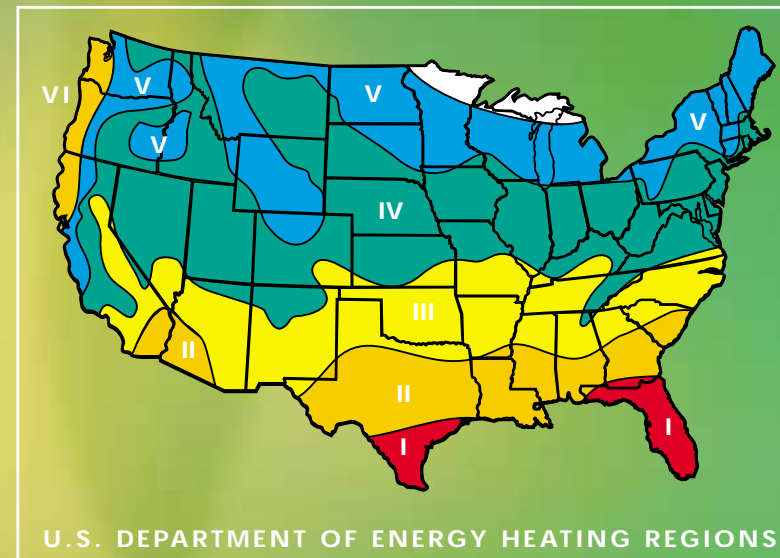 VI
V
V
V
V
IV
III
II
II
I
I
U.S. DEPARTMENT OF ENERGY HEATING REGIONS